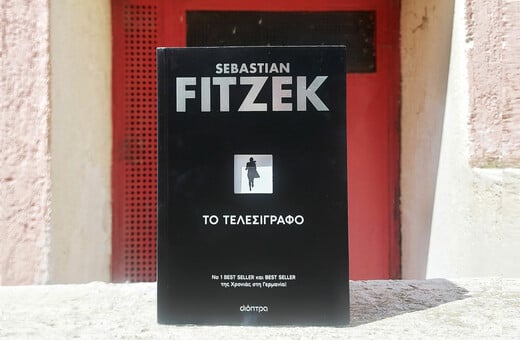 SEBASTIAN
FITZEK
ΤΟ ΤΕΛΕΣΙΓΡΑΦΟ
Νο 1 BEST SELLER και BEST SELLER
της Χρονιάς στη Γερμανία!
διόπτρα